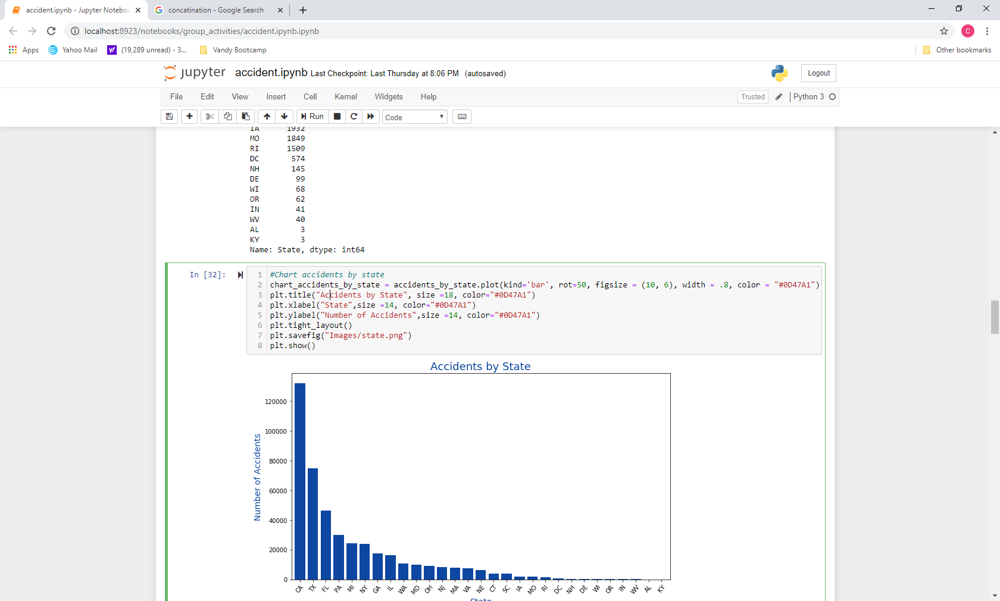 accident.ipynb - Jupyter Noteboo
concatination - Google Search
localhost:8923/notebooks/group_activities/accident.ipynb.ipynb
C
Apps
Yahoo Mail
y!
(19,289 unread) - 3...
Vandy Bootcamp
Other bookmarks
jupyter
accident.ipynb Last Checkpoint: Last Thursday at 8:06 PM (autosaved)
Logout
File Edit View Insert Cell Kernel Widgets Help
Trusted
Python 3
Run
Code
IA 1932
MO 1849
RI 1509
DC 574
NH 145
DE 99
WI 68
OR 62
IN 41
WV 40
AL 3
KY 3
Name: State, dtype: int64
In [32]:
1 #Chart accidents by state
2 chart_accidents_by_state = accidents_by_state.plot(kind='bar', rot=50, figsize = (10, 6), width = .8, color = "#0D47A1")
3 plt.title("Accidents by State", size =18, color="#0D47A1")
4 plt.xlabel("State",size =14, color="#0D47A1")
5 plt.ylabel("Number of Accidents",size =14, color="#0D47A1")
6 plt.tight_layout()
7 plt.savefig("Images/state.png")
8 plt.show()
Accidents by State
Number of Accidents
120000
100000
80000
60000
40000
20000
0
CA TX FL PA MI NY GA IL WA MD OH NJ MA VA NE CT SC IA MO RI DC NH DE WI OR IN WV AL KY
State